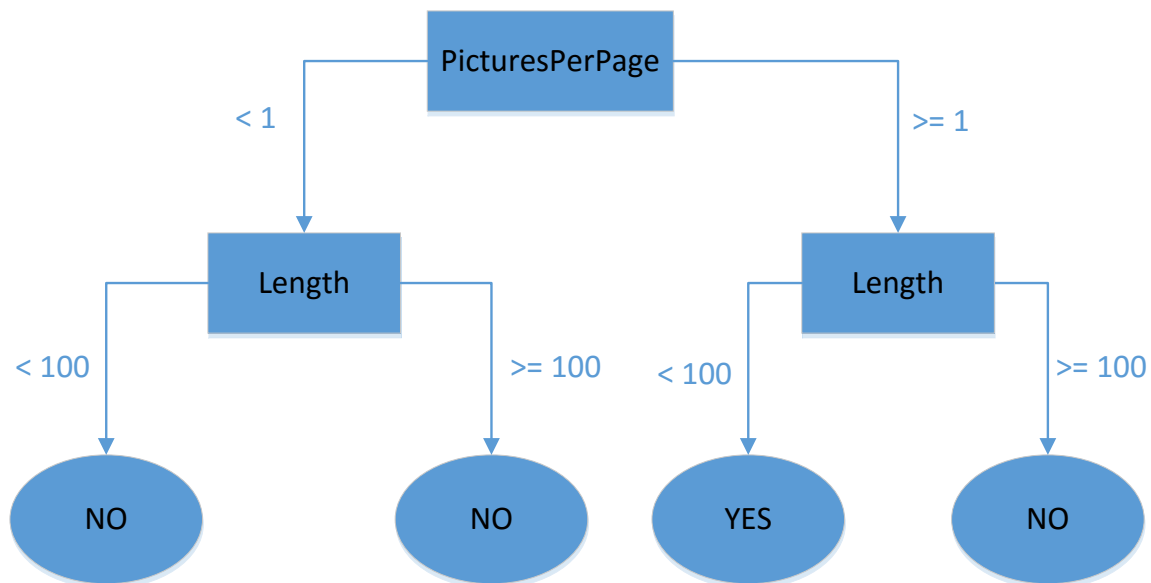 PicturesPerPage
< 1
>= 1
Length
Length
< 100
>= 100
< 100
>= 100
NO
NO
YES
NO